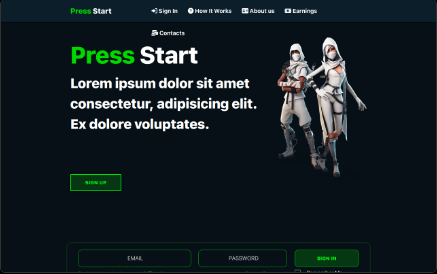 Press Start
Sign In
How It Works
About us
Earnings
Contacts
Press Start
Lorem ipsum dolor sit amet
consectetur, adipisicing elit.
Ex dolore voluptates.
SIGN UP
EMAIL
PASSWORD
SIGN IN